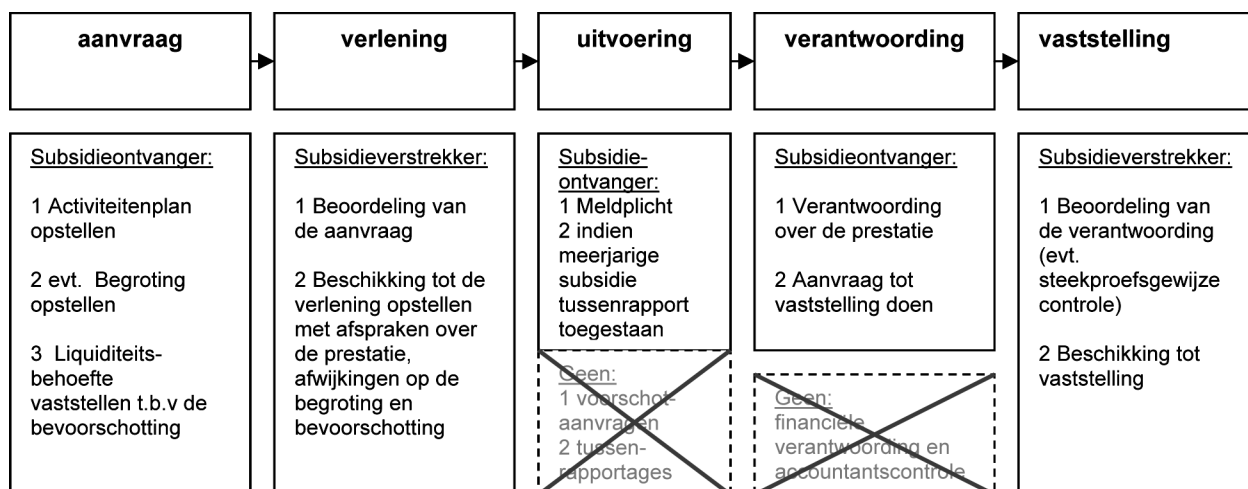 aanvraag
verlening
uitvoering
verantwoording
vaststelling
Subsidieontvanger:
1 Activiteitenplan
opstellen
2 evt.  Begroting
opstellen
3  Liquiditeits-
behoefte
vaststellen t.b.v de
bevoorschotting
Subsidieverstrekker:
1 Beoordeling van
de aanvraag
2 Beschikking tot de
verlening opstellen
met afspraken over
de prestatie,
afwijkingen op de
begroting en
bevoorschotting
Subsidie-
ontvanger:
1 Meldplicht
2 indien
meerjarige
subsidie
tussenrapport
toegestaan
Geen:
1 voorschot-
aanvragen
2 tussen-
rapportages
Subsidieontvanger:
1 Verantwoording
over de prestatie
2 Aanvraag tot
vaststelling doen
Geen:
financiële
verantwoording en
accountantscontrole
Subsidieverstrekker:
1 Beoordeling van
de verantwoording
(evt.
steekproefsgewijze
controle)
2 Beschikking tot
vaststelling